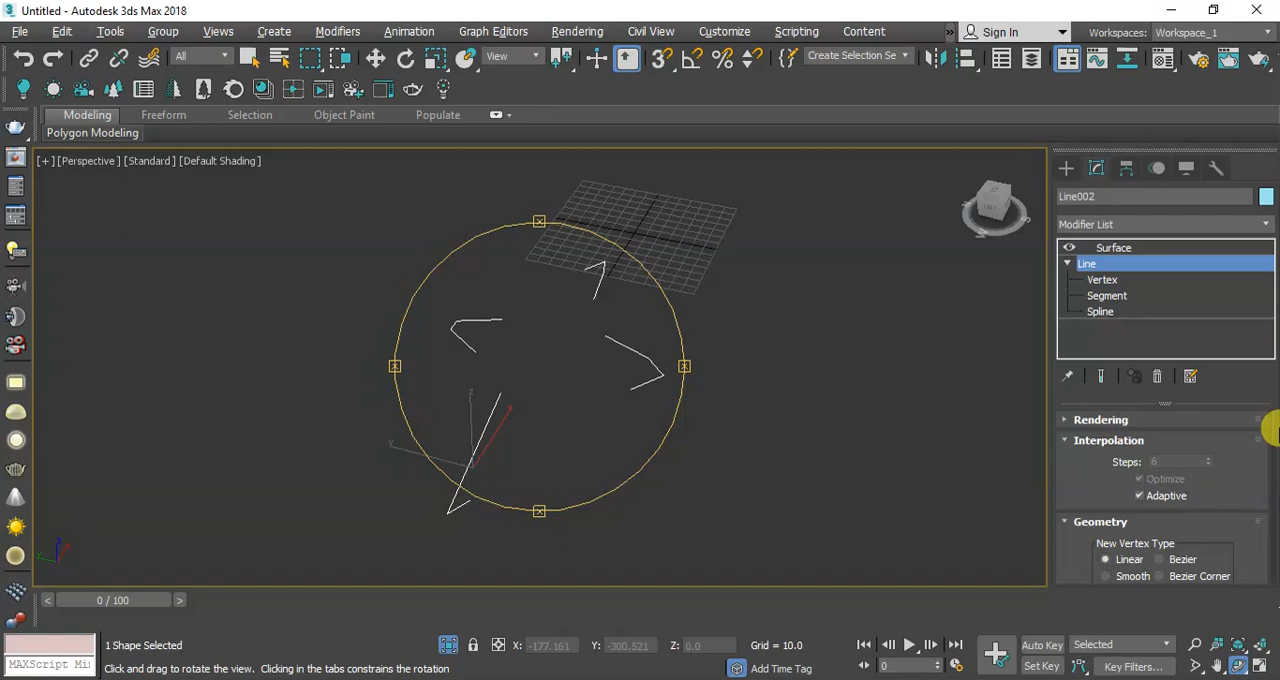 Untitled - Autodesk 3ds Max 2018
File Edit Tools Group Views Create Modifiers Animation Graph Editors Rendering Civil View Customize Scripting Content » Sign In Workspaces: Workspace_1
All View Create Selection Se
Modeling Freeform Selection Object Paint Populate
Polygon Modeling
[+] [Perspective] [Standard] [Default Shading]
Line002
Modifier List
Surface
Line
Vertex
Segment
Spline
Rendering
Interpolation
Steps: 6
Optimize
Adaptive
Geometry
New Vertex Type
Linear Bezier
Smooth Bezier Corner
< 0 / 100 >
1 Shape Selected X: -177.161 Y: -300.521 Z: 0.0 Grid = 10.0 Auto Key Selected
MAXScript Mi Click and drag to rotate the view. Clicking in the tabs constrains the rotation Add Time Tag 0 Set Key Key Filters...